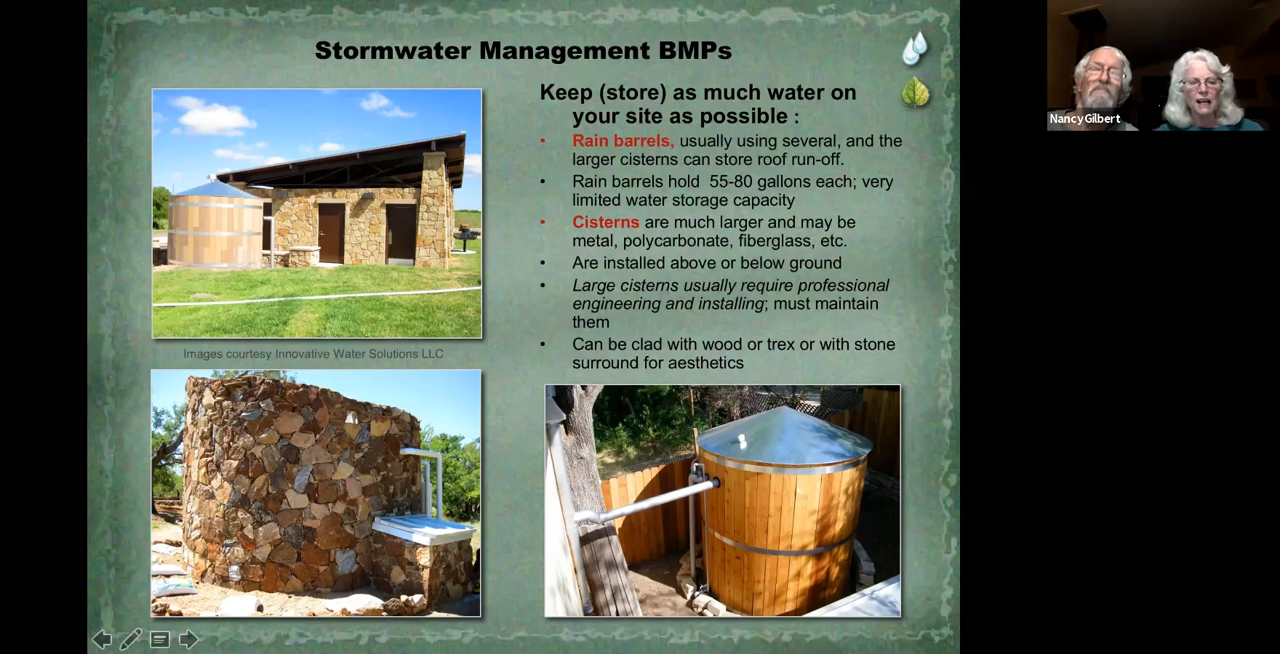 Stormwater Management BMPs
Keep (store) as much water on
your site as possible :
• Rain barrels, usually using several, and the
larger cisterns can store roof run-off.
• Rain barrels hold 55-80 gallons each; very
limited water storage capacity
• Cisterns are much larger and may be
metal, polycarbonate, fiberglass, etc.
• Are installed above or below ground
• Large cisterns usually require professional
engineering and installing; must maintain
them
• Can be clad with wood or trex or with stone
surround for aesthetics
Images courtesy Innovative Water Solutions LLC
Nancy Gilbert